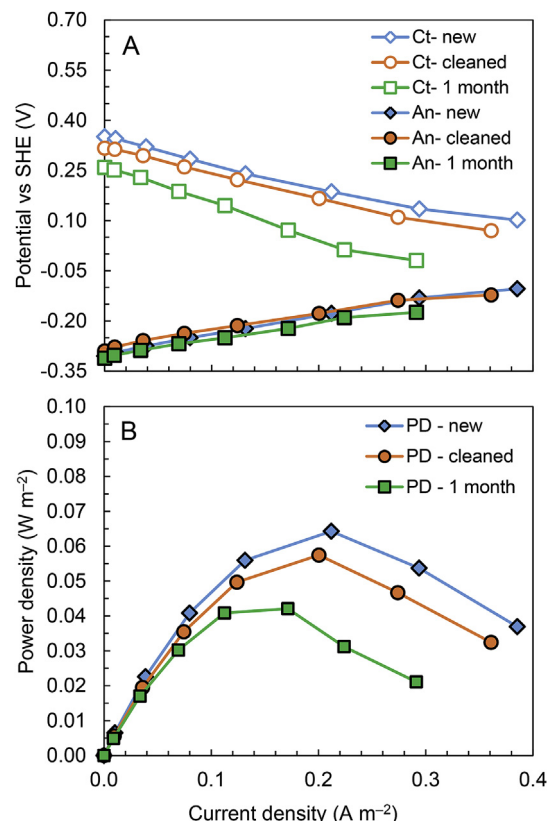 A
Ct- new
Ct- cleaned
Ct- 1 month
An- new
An- cleaned
An- 1 month
0.70
0.55
0.40
0.25
0.10
-0.05
-0.20
-0.35
Potential vs SHE (V)
B
PD - new
PD - cleaned
PD - 1 month
0.10
0.09
0.08
0.07
0.06
0.05
0.04
0.03
0.02
0.01
0.00
Power density (W m⁻²)
0.0 0.1 0.2 0.3 0.4
Current density (A m⁻²)